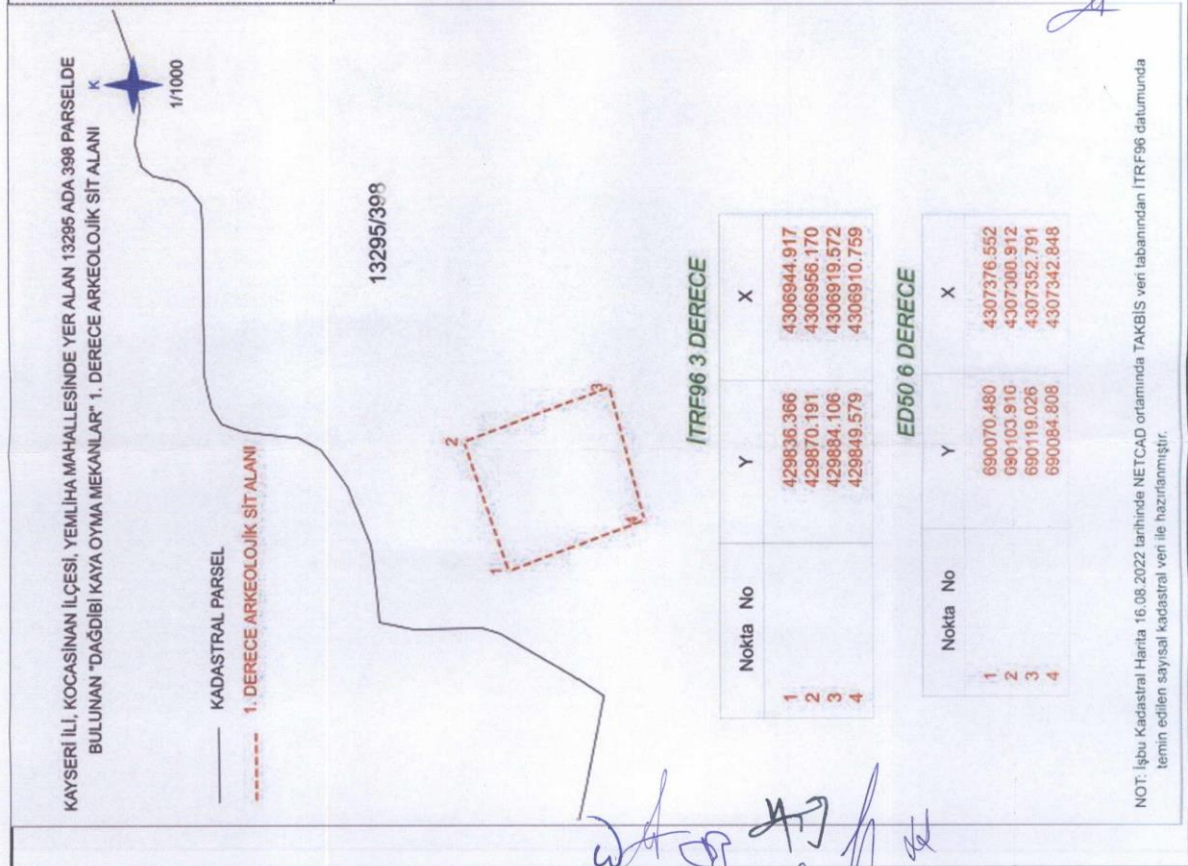 KAYSERİ İLİ, KOCASİNAN İLÇESİ, YEMLİHA MAHALLESİNDE YER ALAN 13295 ADA 398 PARSELDE
BULUNAN "DAĞDİBİ KAYA OYMA MEKANLAR" 1. DERECE ARKEOLOJİK SİT ALANI
K
1/1000
KADASTRAL PARSEL
1. DERECE ARKEOLOJİK SİT ALANI
13295/398
1
2
3
4
İTRF96 3 DERECE
Nokta No Y X
1 429836.366 4306944.917
2 429870.191 4306956.170
3 429884.106 4306919.572
4 429849.579 4306910.759
ED50 6 DERECE
Nokta No Y X
1 690070.480 4307376.552
2 690103.910
3 690119.026 4307352.791
4 690084.808 4307342.848
NOT: İşbu Kadastral Harita 16.08.2022 tarihinde NETCAD ortamında TAKBİS veri tabanından İTRF96 datumunda
temin edilen sayısal kadastral veri ile hazırlanmıştır.